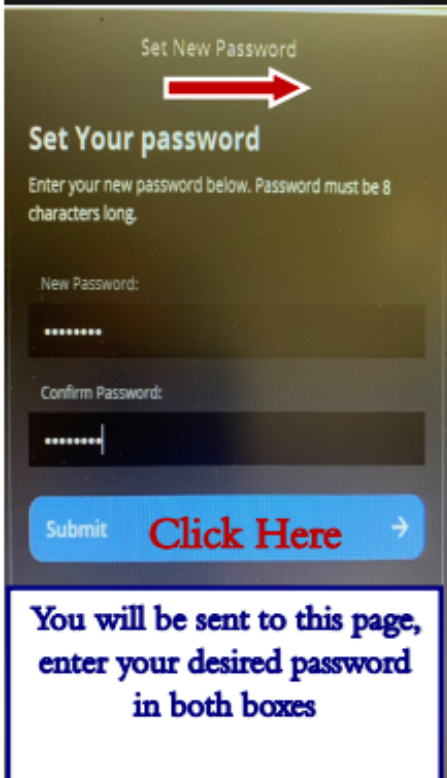 Set New Password
Set Your password
Enter your new password below. Password must be 8
characters long.
New Password:
••••••••
Confirm Password:
••••••••
Submit Click Here →
You will be sent to this page,
enter your desired password
in both boxes